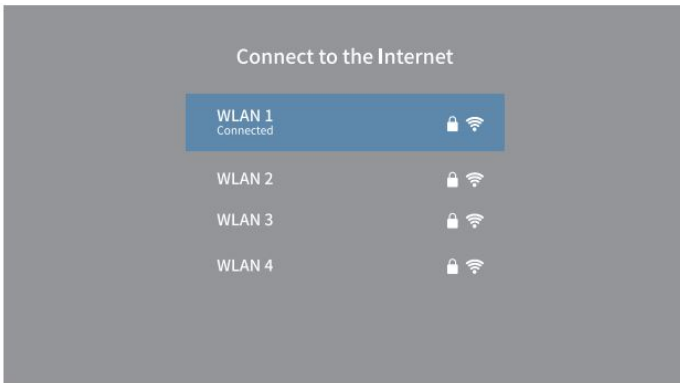 Connect to the Internet
WLAN 1
Connected
WLAN 2
WLAN 3
WLAN 4